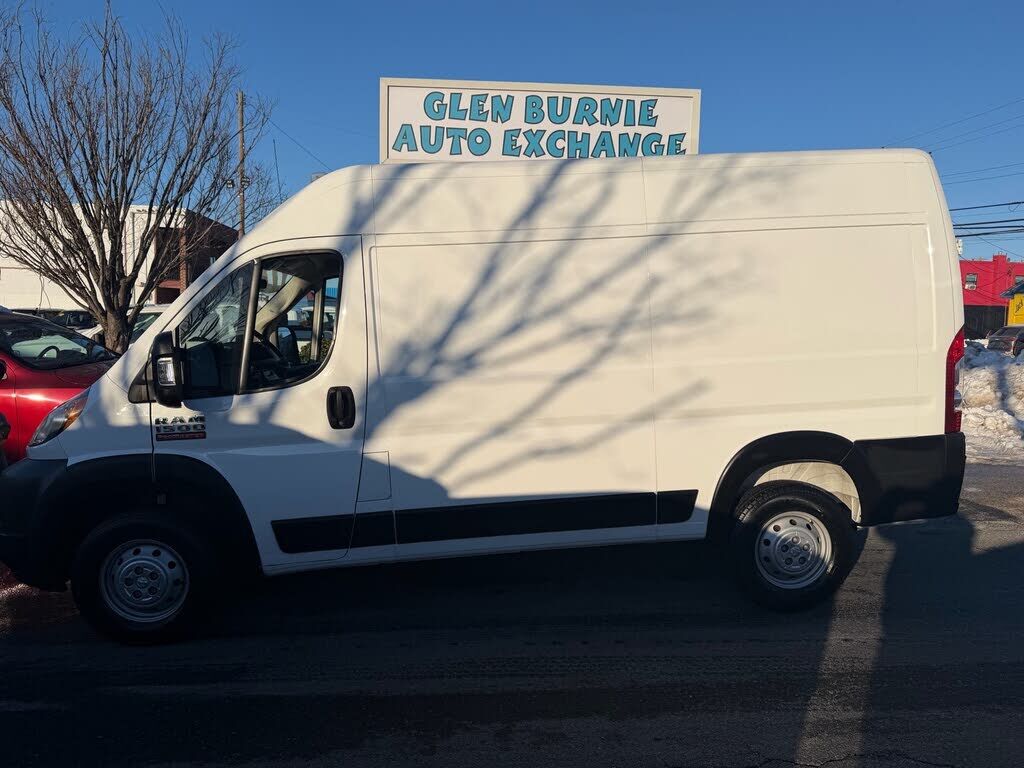 GLEN BURNIE
AUTO EXCHANGE
RAM
1500